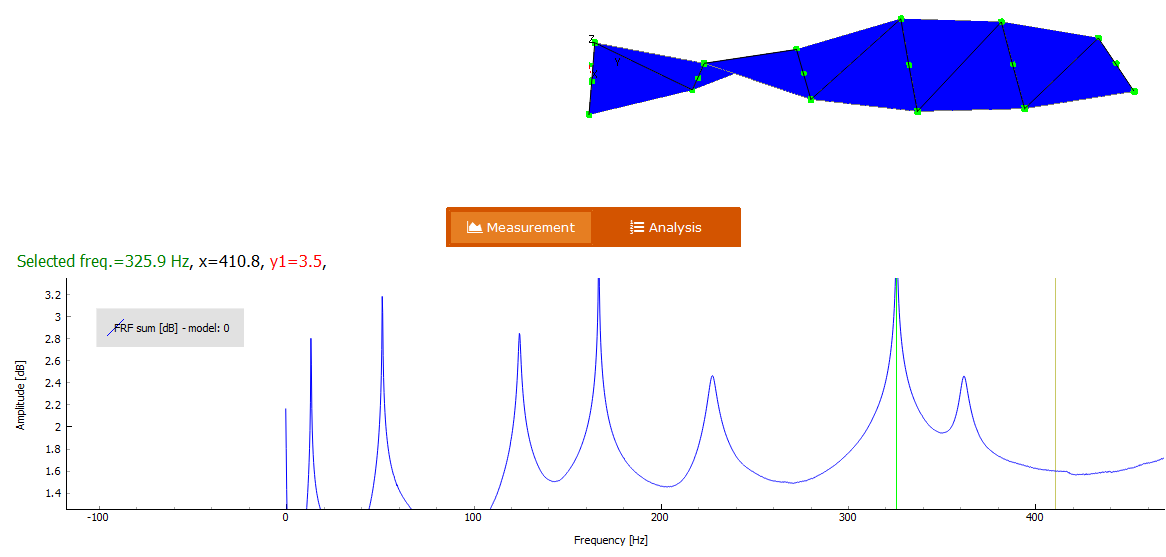 Z
Measurement
Analysis
Selected freq.=325.9 Hz, x=410.8, y1=3.5,
FRF sum [dB] - model: 0
Amplitude [dB]
3.2
3
2.8
2.6
2.4
2.2
2
1.8
1.6
1.4
-100
0
100
200
300
400
Frequency [Hz]